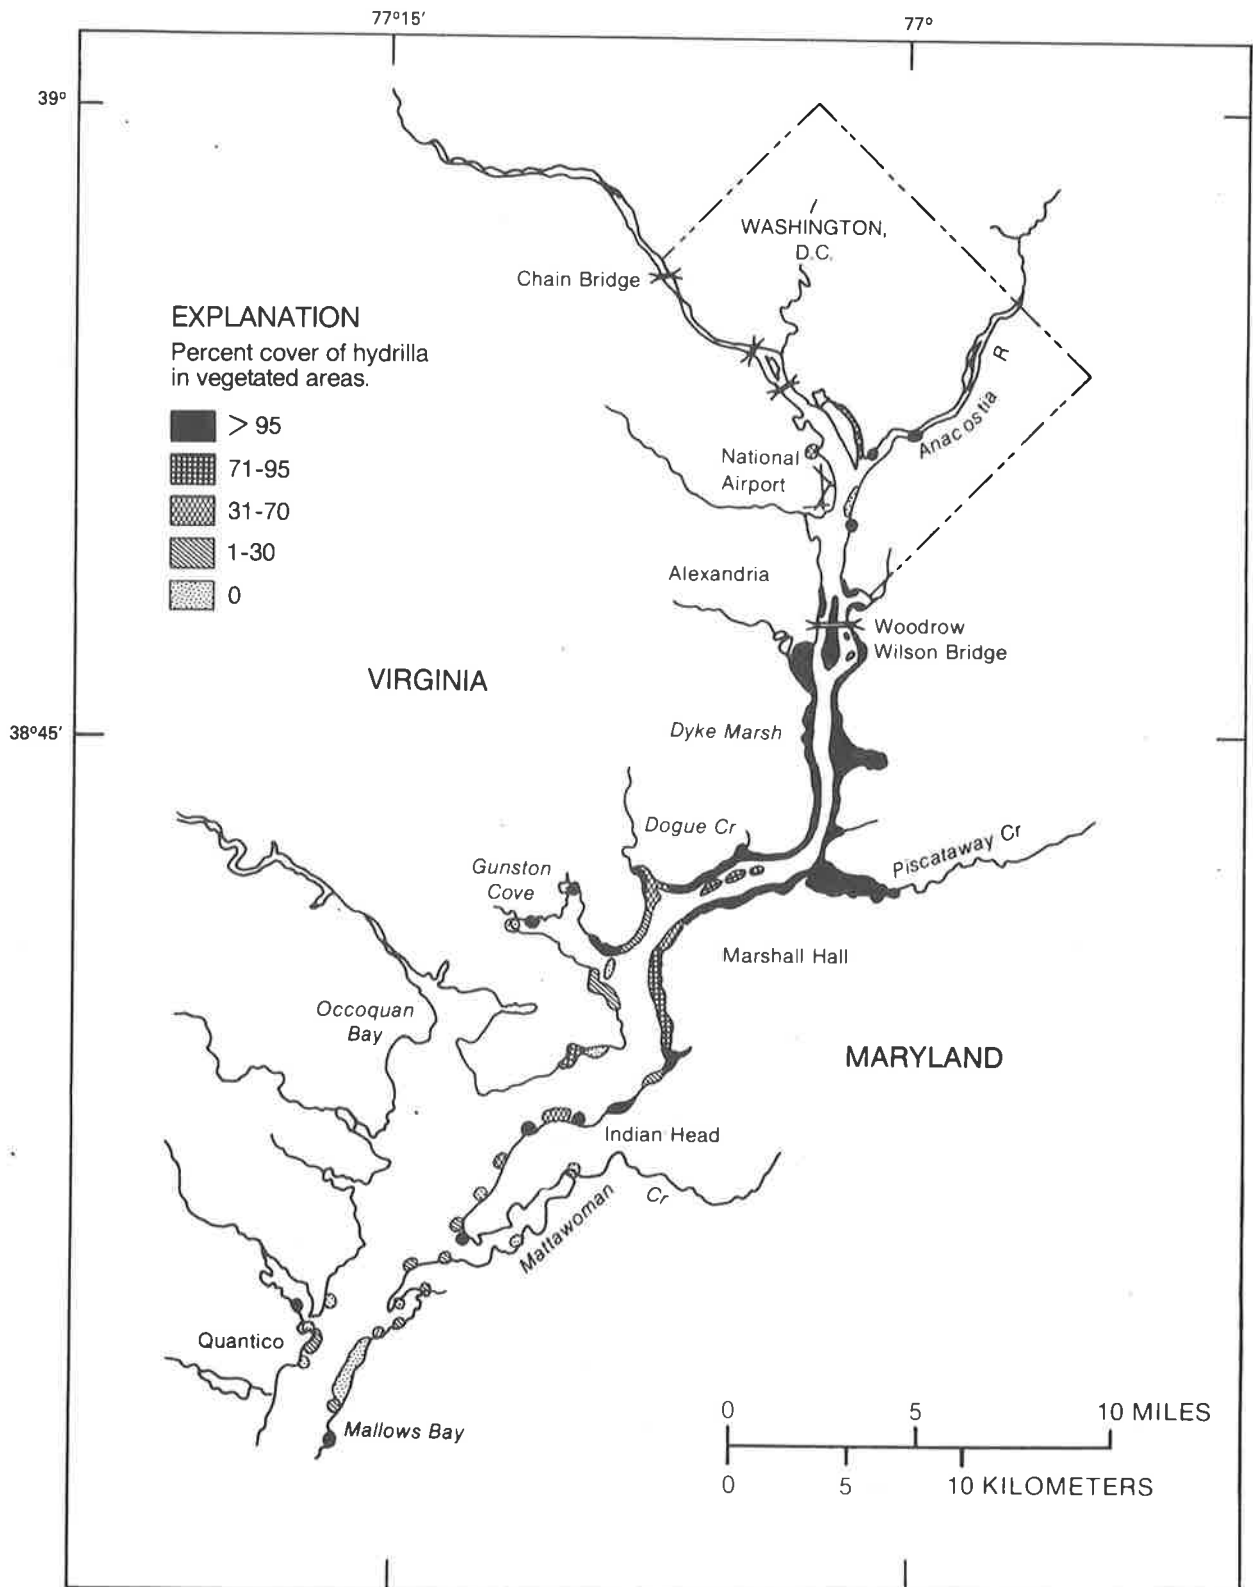 77°15′
77°
39°
WASHINGTON,
D.C.
Chain Bridge
EXPLANATION
Percent cover of hydrilla
in vegetated areas.
> 95
71-95
31-70
1-30
0
R
Anacostia
National
Airport
Alexandria
Woodrow
Wilson Bridge
VIRGINIA
38°45′
Dyke Marsh
Dogue Cr
Piscataway Cr
Gunston
Cove
Marshall Hall
Occoquan
Bay
MARYLAND
Indian Head
Mattawoman
Cr
Quantico
Mallows Bay
0
5
10 MILES
0
5
10 KILOMETERS